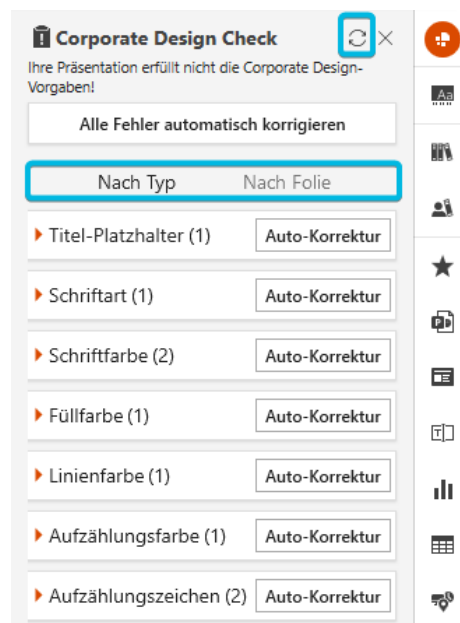 Corporate Design Check
Ihre Präsentation erfüllt nicht die Corporate Design-
Vorgaben!
Alle Fehler automatisch korrigieren
Nach Typ Nach Folie
Titel-Platzhalter (1) Auto-Korrektur
Schriftart (1) Auto-Korrektur
Schriftfarbe (2) Auto-Korrektur
Füllfarbe (1) Auto-Korrektur
Linienfarbe (1) Auto-Korrektur
Aufzählungsfarbe (1) Auto-Korrektur
Aufzählungszeichen (2) Auto-Korrektur
Aa